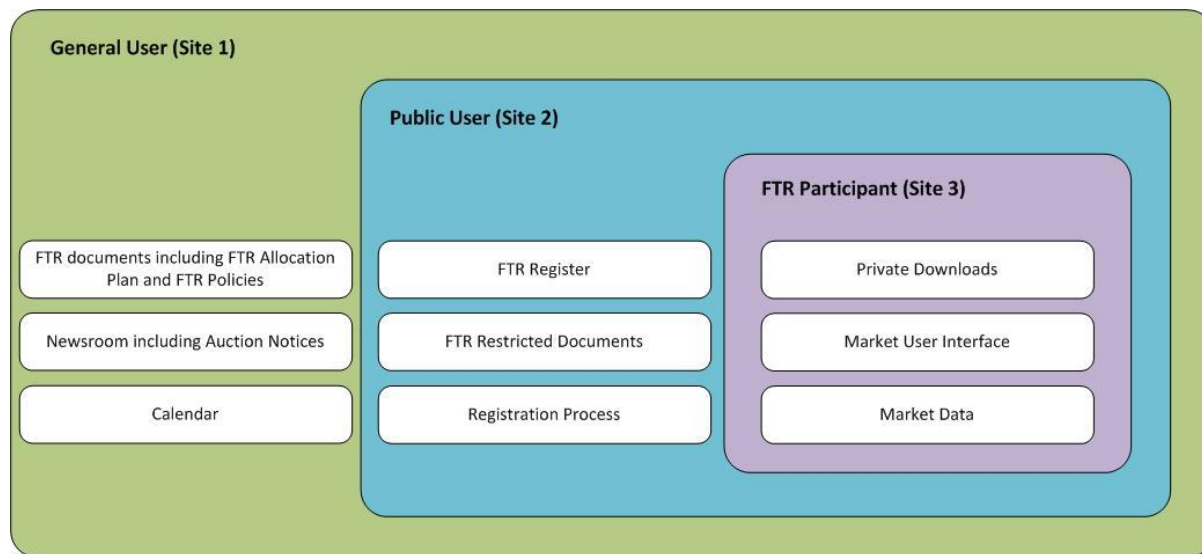 General User (Site 1)
Public User (Site 2)
FTR Participant (Site 3)
FTR documents including FTR Allocation
Plan and FTR Policies
FTR Register
Private Downloads
Newsroom including Auction Notices
FTR Restricted Documents
Market User Interface
Calendar
Registration Process
Market Data